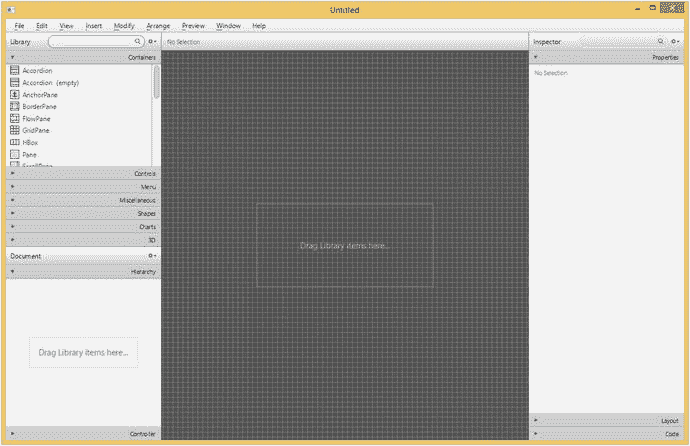 Untitled
File Edit View Insert Modify Arrange Preview Window Help
Library
No Selection
Inspector
Containers
Properties
Accordion
No Selection
Accordion (empty)
AnchorPane
BorderPane
FlowPane
GridPane
HBox
Pane
Controls
Menu
Miscellaneous
Shapes
Charts
3D
Drag Library items here...
Document
Hierarchy
Drag Library items here...
Layout
Controller
Code